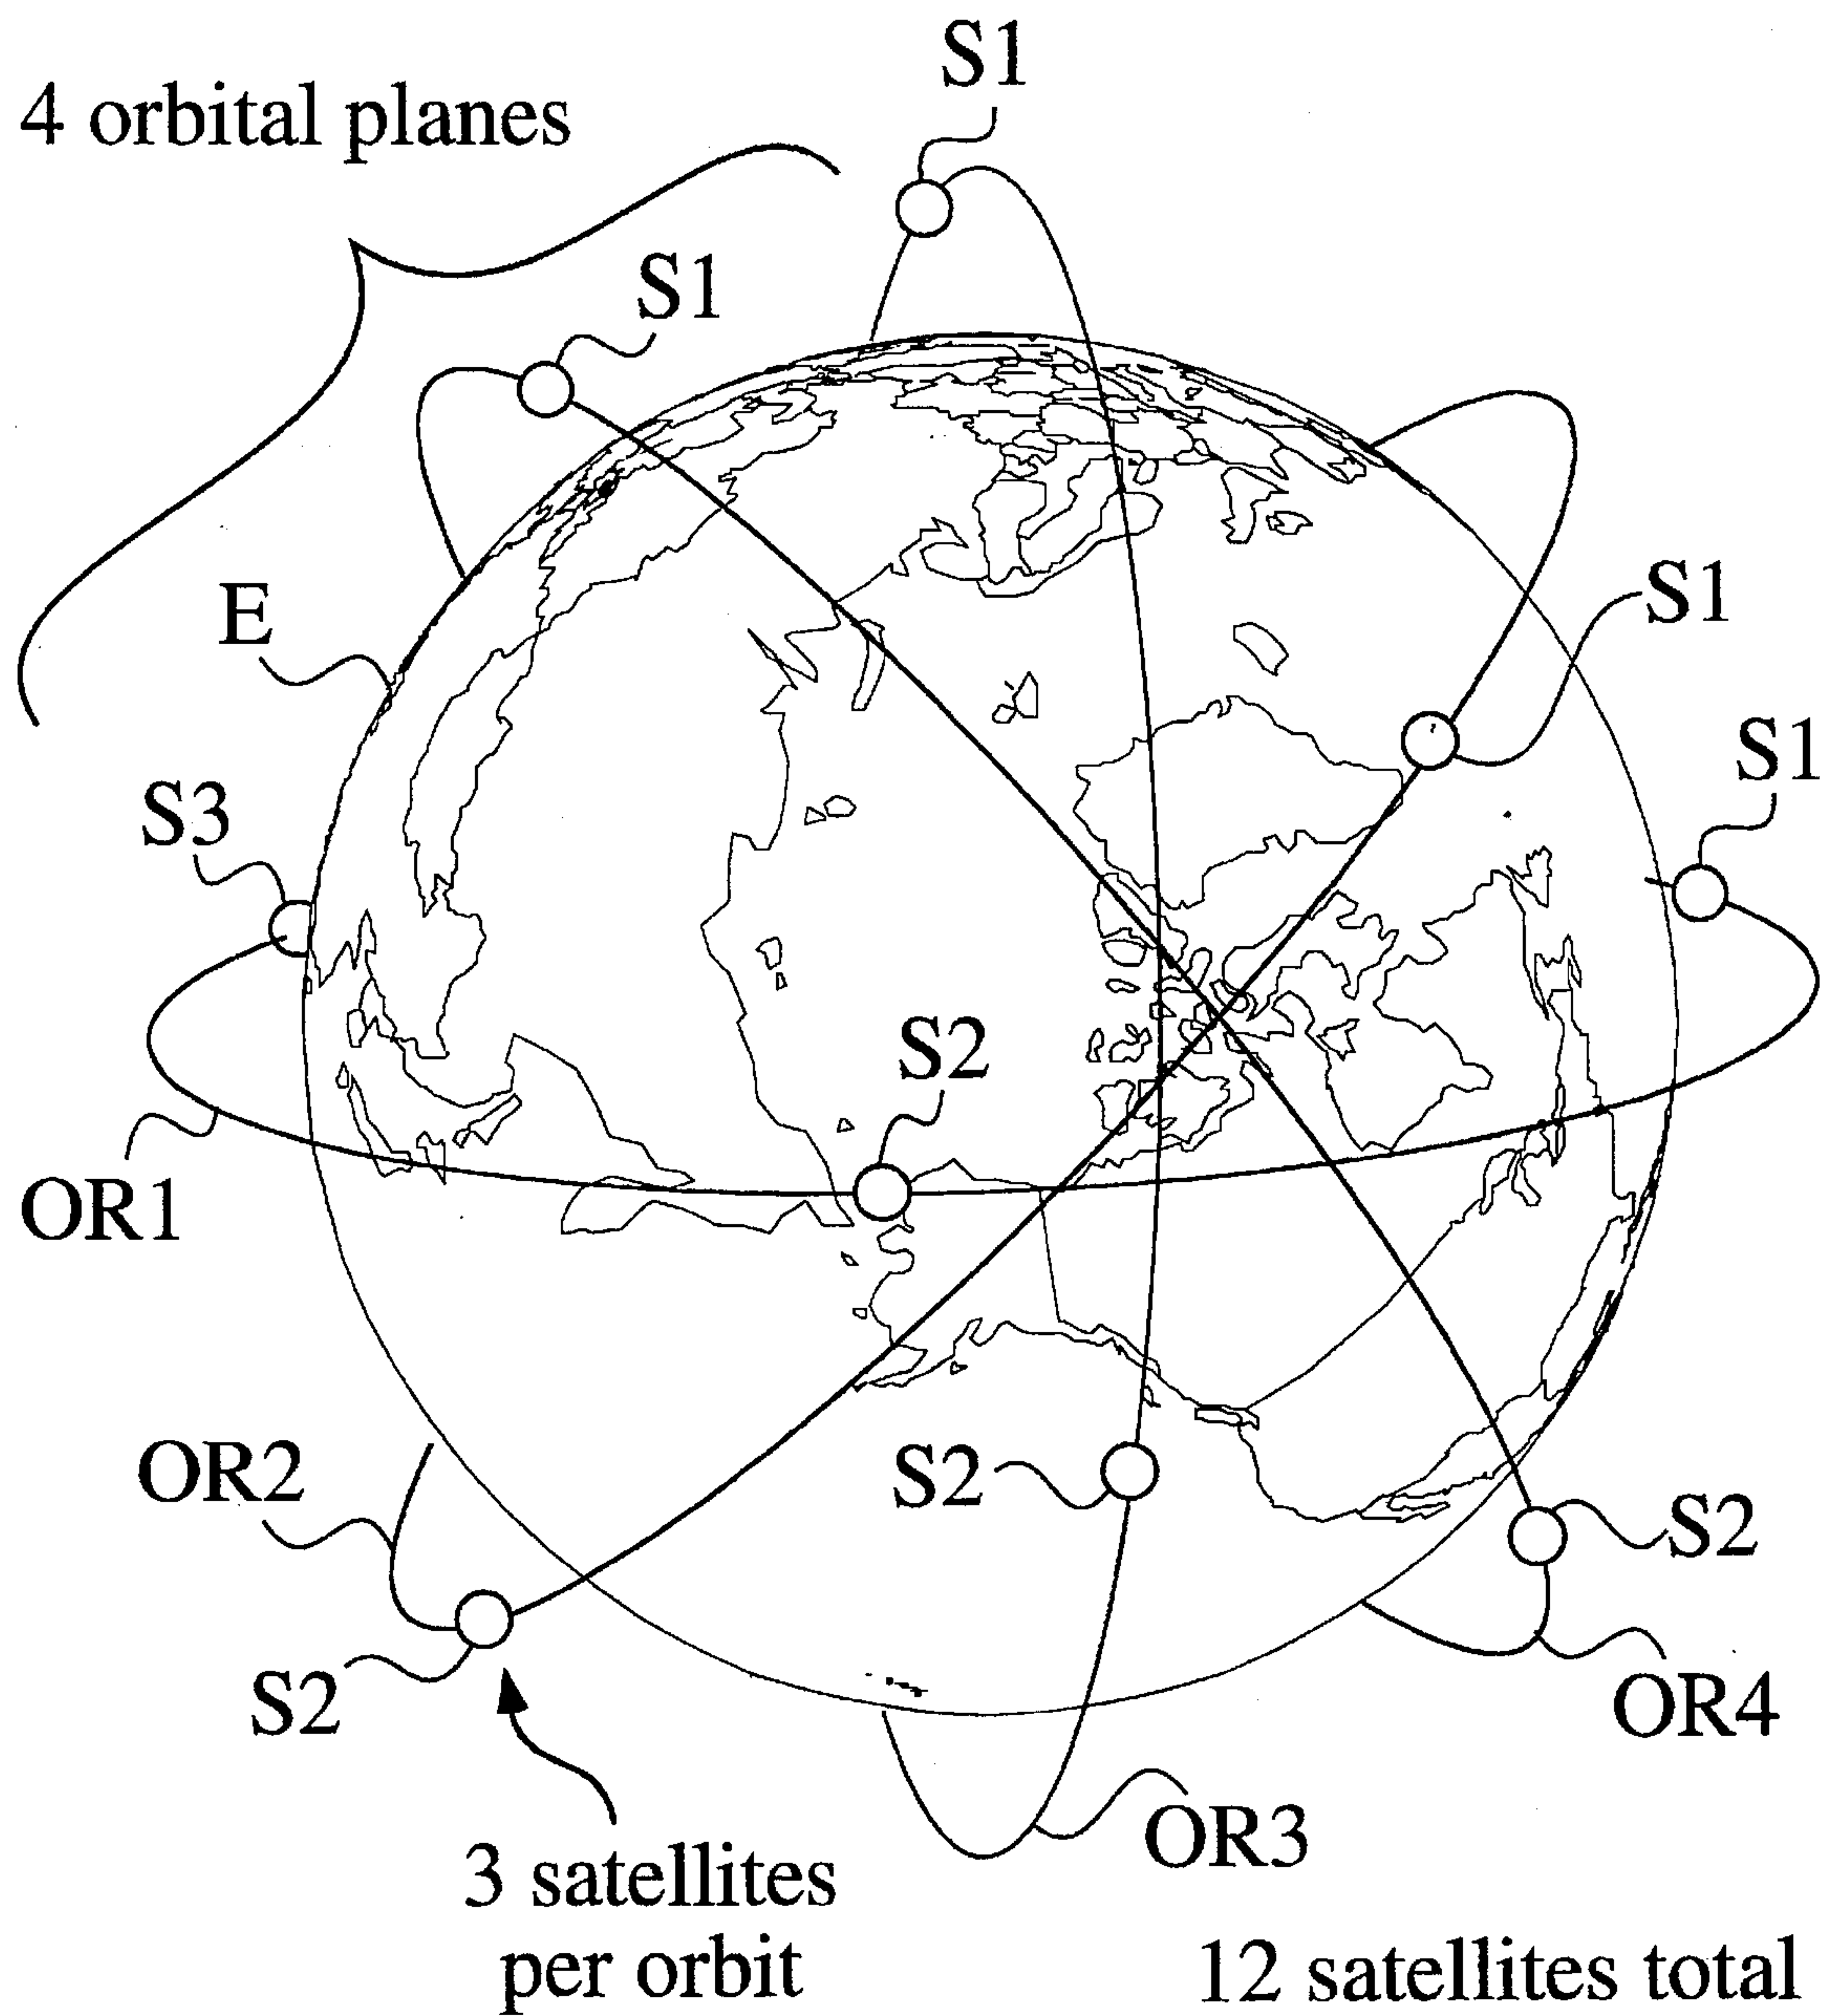 S1
4 orbital planes
S1
E
S1
S1
S3
S2
OR1
OR2
S2
S2
S2
OR4
OR3
3 satellites
per orbit
12 satellites total